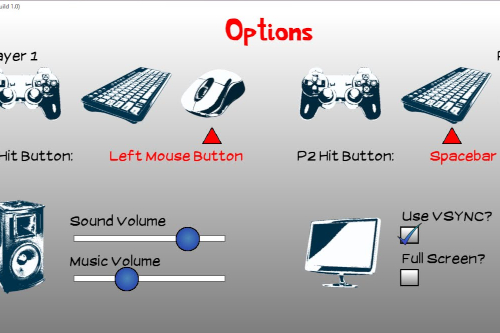 uild 1.0)
Options
ayer 1
P
Hit Button:
Left Mouse Button
P2 Hit Button:
Spacebar
Sound Volume
Music Volume
Use VSYNC?
Full Screen?